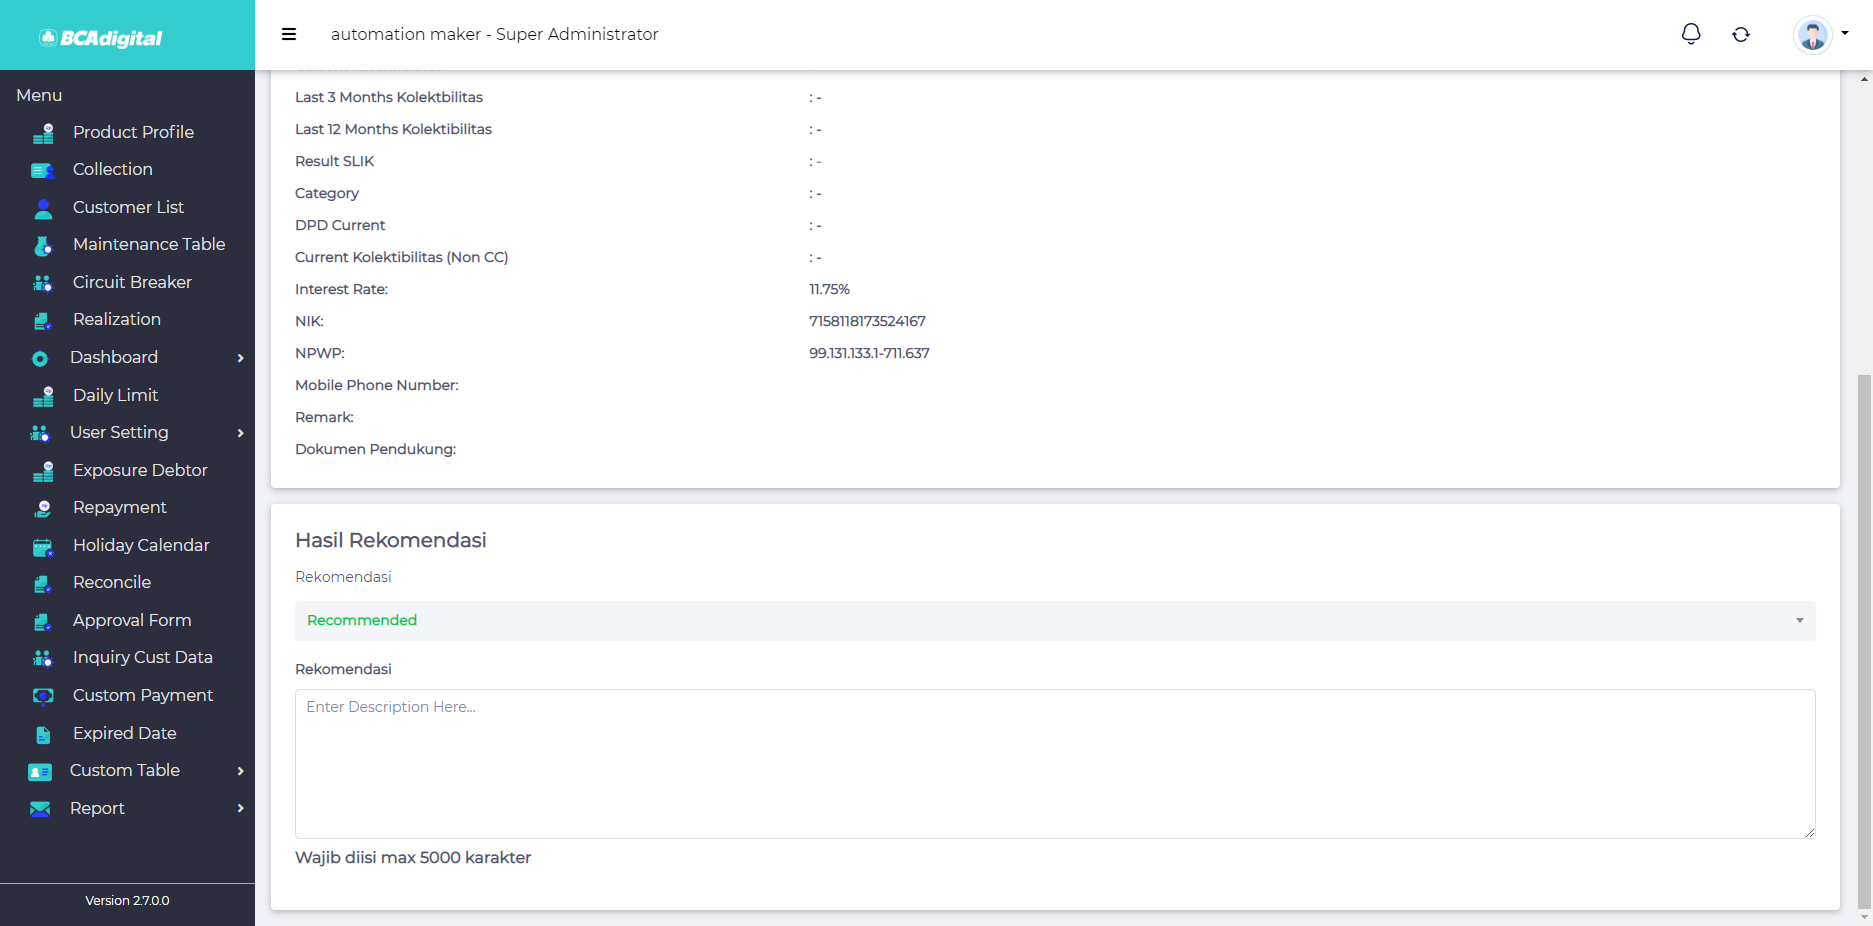 BCAdigital
automation maker - Super Administrator
Menu
Product Profile
Collection
Customer List
Maintenance Table
Circuit Breaker
Realization
Dashboard
Daily Limit
User Setting
Exposure Debtor
Repayment
Holiday Calendar
Reconcile
Approval Form
Inquiry Cust Data
Custom Payment
Expired Date
Custom Table
Report
Version 2.7.0.0
Last 3 Months Kolektbilitas : -
Last 12 Months Kolektibilitas : -
Result SLIK : -
Category : -
DPD Current : -
Current Kolektibilitas (Non CC) : -
Interest Rate: 11.75%
NIK: 7158118173524167
NPWP: 99.131.133.1-711.637
Mobile Phone Number:
Remark:
Dokumen Pendukung:
Hasil Rekomendasi
Rekomendasi
Recommended
Rekomendasi
Enter Description Here...
Wajib diisi max 5000 karakter